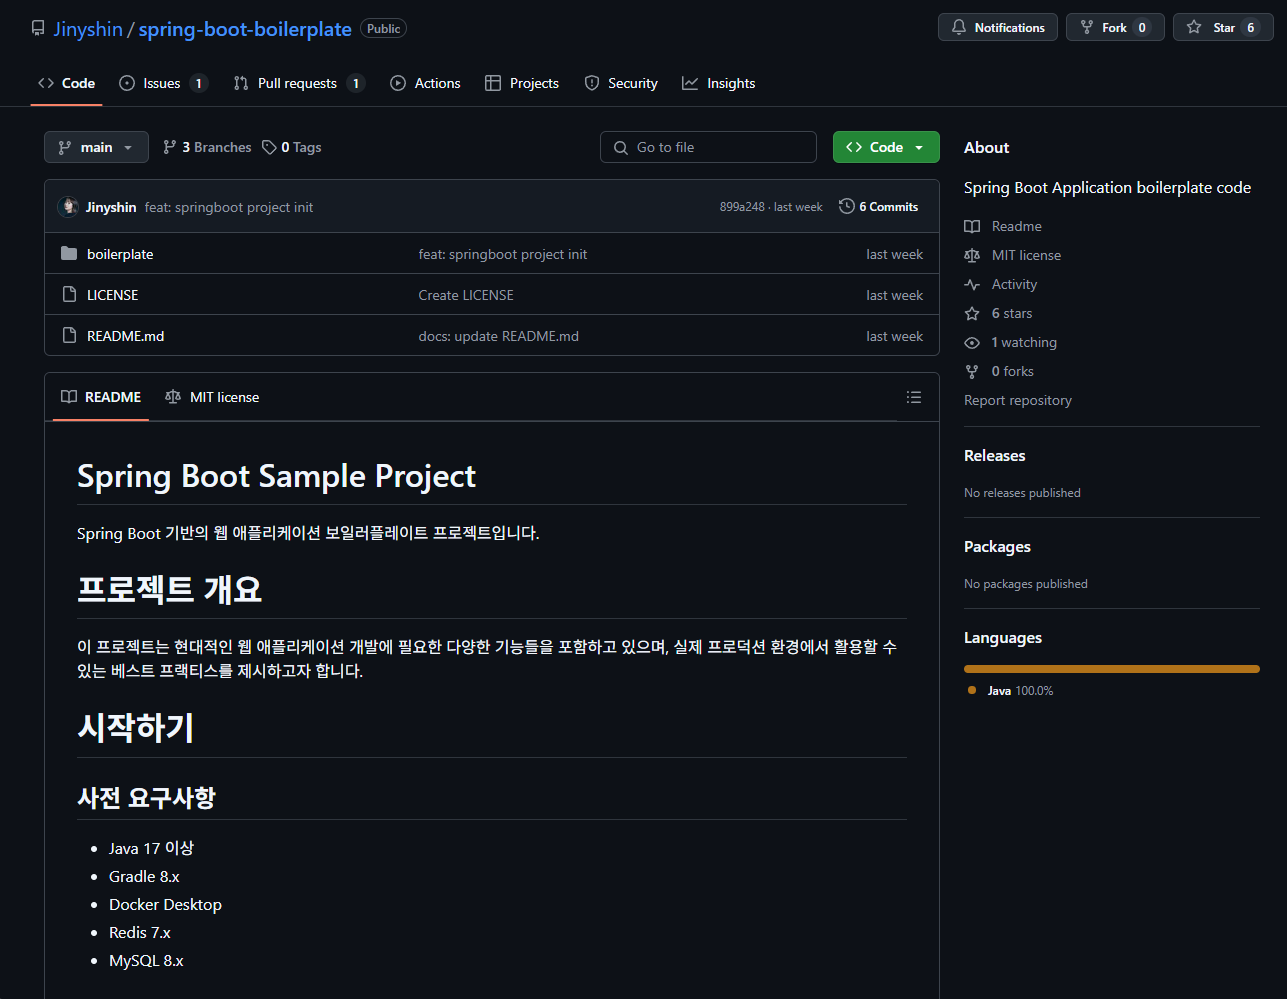 Jinyshin / spring-boot-boilerplate Public
Notifications Fork 0 Star 6
Code Issues 1 Pull requests 1 Actions Projects Security Insights
main 3 Branches 0 Tags Go to file Code
Jinyshin feat: springboot project init 899a248 · last week 6 Commits
boilerplate feat: springboot project init last week
LICENSE Create LICENSE last week
README.md docs: update README.md last week
README MIT license
Spring Boot Sample Project
Spring Boot 기반의 웹 애플리케이션 보일러플레이트 프로젝트입니다.
프로젝트 개요
이 프로젝트는 현대적인 웹 애플리케이션 개발에 필요한 다양한 기능들을 포함하고 있으며, 실제 프로덕션 환경에서 활용할 수
있는 베스트 프랙티스를 제시하고자 합니다.
시작하기
사전 요구사항
Java 17 이상
Gradle 8.x
Docker Desktop
Redis 7.x
MySQL 8.x
About
Spring Boot Application boilerplate code
Readme
MIT license
Activity
6 stars
1 watching
0 forks
Report repository
Releases
No releases published
Packages
No packages published
Languages
Java 100.0%